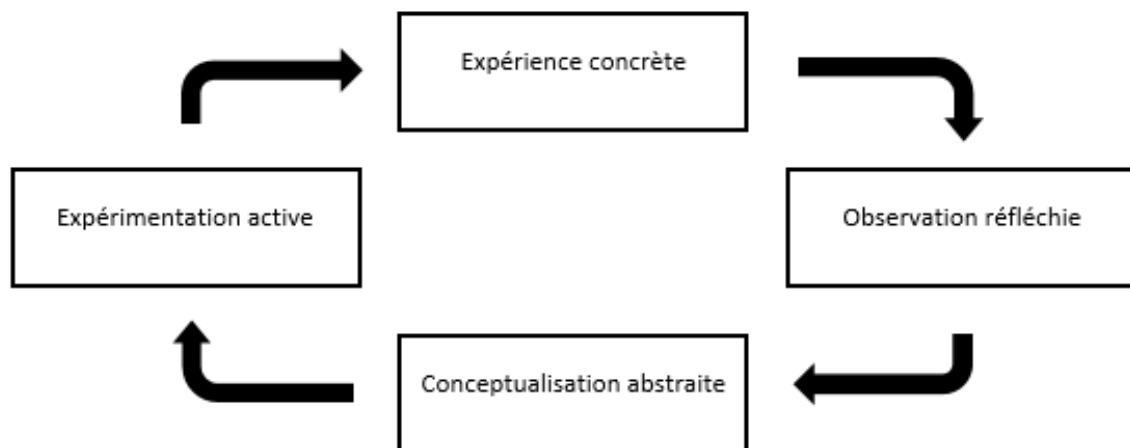 Expérience concrète
Expérimentation active
Observation réfléchie
Conceptualisation abstraite